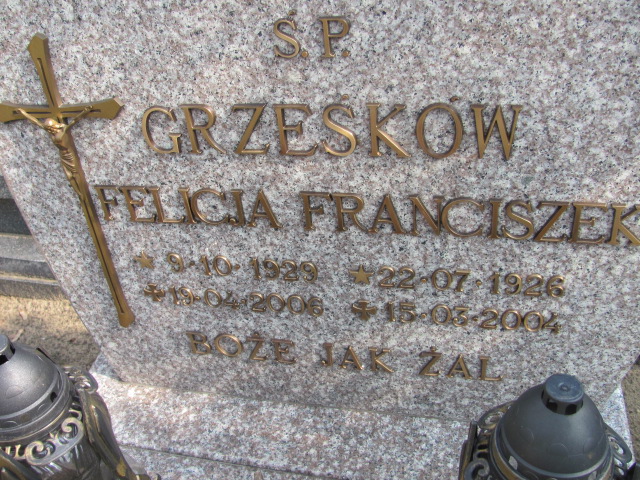 Ś.P.
GRZEŚKÓW
FELICJA FRANCISZEK
9·10·1929 22·07·1926
19·04·2006 15·03·2004
BOŻE JAK ŻAL